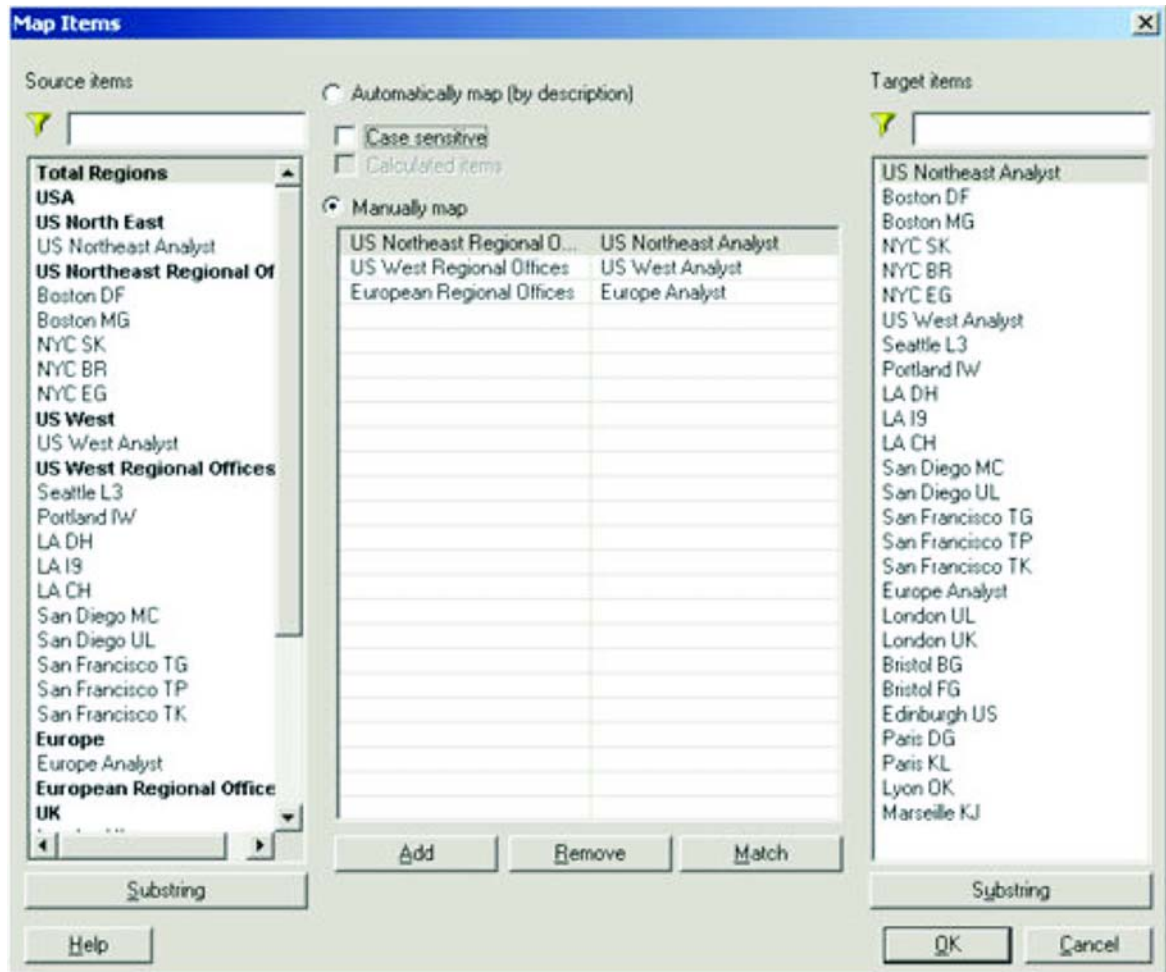 Map Items
Source items
Total Regions
USA
US North East
US Northeast Analyst
US Northeast Regional Of
Boston DF
Boston MG
NYC SK
NYC BR
NYC EG
US West
US West Analyst
US West Regional Offices
Seattle L3
Portland IW
LA DH
LA I9
LA CH
San Diego MC
San Diego UL
San Francisco TG
San Francisco TP
San Francisco TK
Europe
Europe Analyst
European Regional Office
UK
Substring
Help
Automatically map (by description)
Case sensitive
Calculated items
Manually map
US Northeast Regional O... US Northeast Analyst
US West Regional Offices US West Analyst
European Regional Offices Europe Analyst
Add Remove Match
Target items
US Northeast Analyst
Boston DF
Boston MG
NYC SK
NYC BR
NYC EG
US West Analyst
Seattle L3
Portland IW
LA DH
LA I9
LA CH
San Diego MC
San Diego UL
San Francisco TG
San Francisco TP
San Francisco TK
Europe Analyst
London UL
London UK
Bristol BG
Bristol FG
Edinburgh US
Paris DG
Paris KL
Lyon OK
Marseille KJ
Substring
OK Cancel